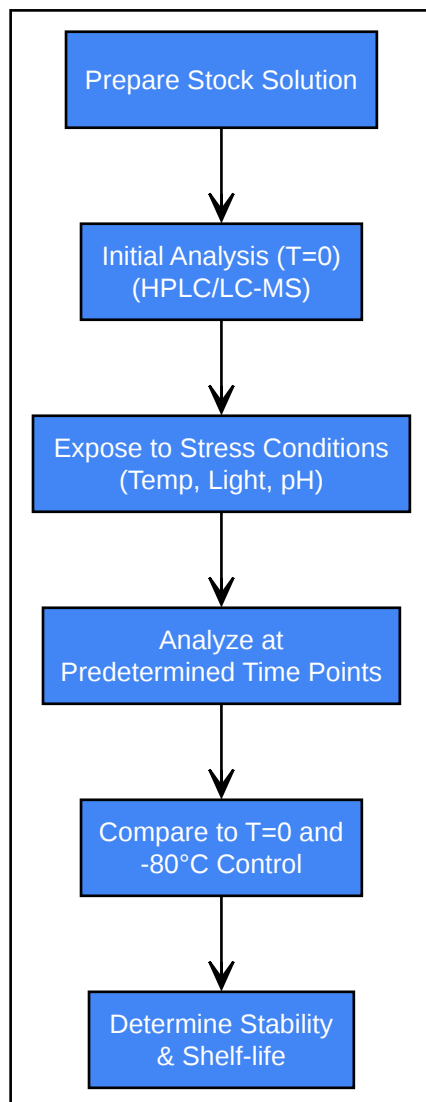 Prepare Stock Solution
Initial Analysis (T=0)
(HPLC/LC-MS)
Expose to Stress Conditions
(Temp, Light, pH)
Analyze at
Predetermined Time Points
Compare to T=0 and
-80°C Control
Determine Stability
& Shelf-life